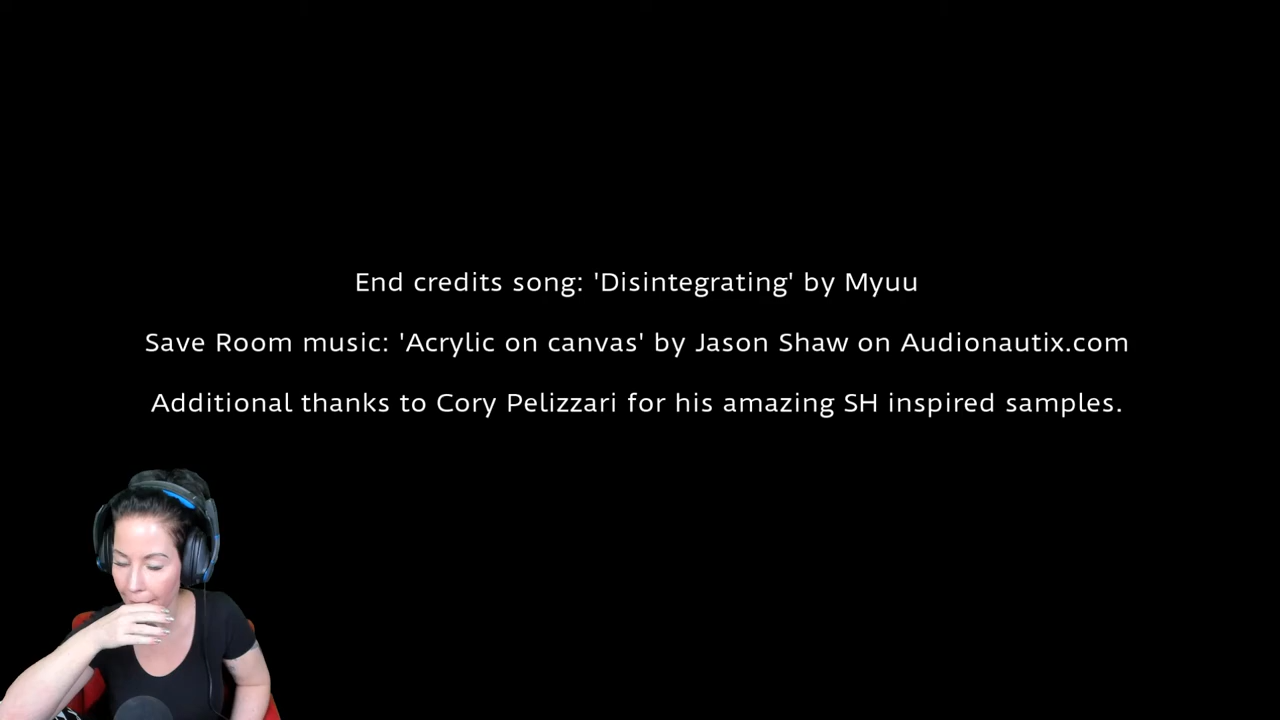 End credits song: 'Disintegrating' by Myuu
Save Room music: 'Acrylic on canvas' by Jason Shaw on Audionautix.com
Additional thanks to Cory Pelizzari for his amazing SH inspired samples.